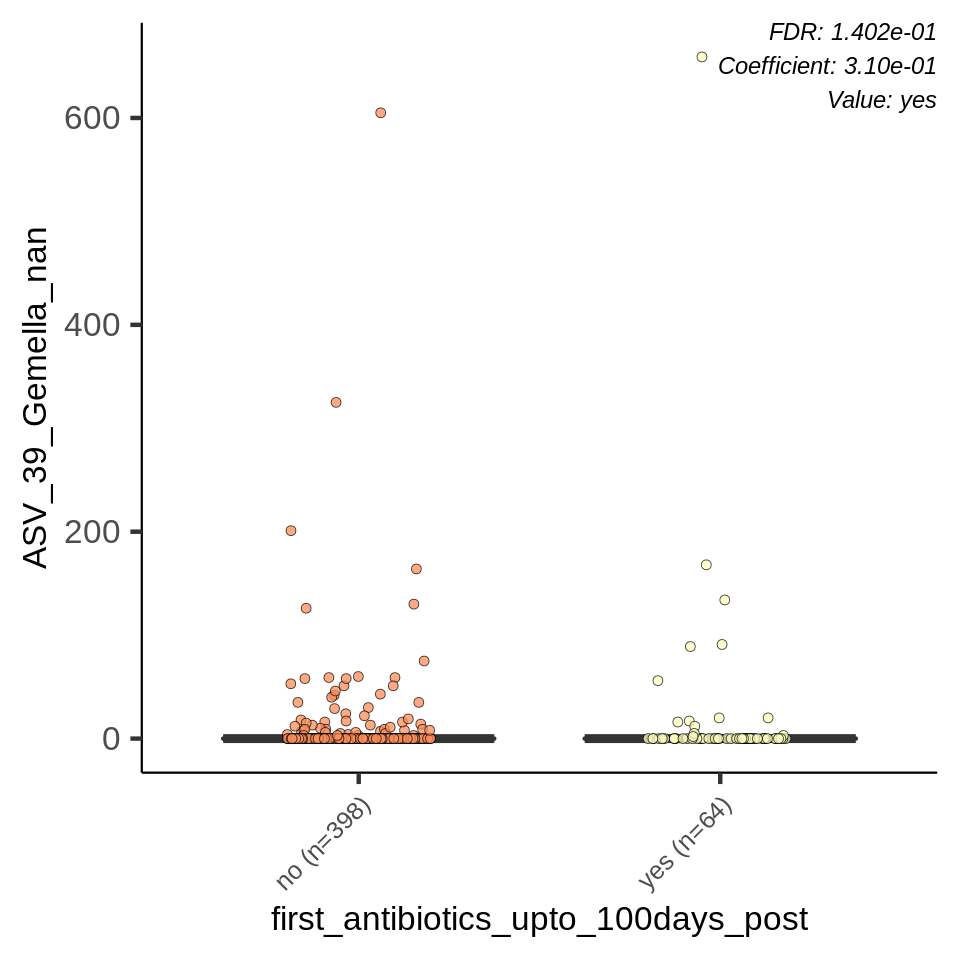 FDR: 1.402e-01
Coefficient: 3.10e-01
Value: yes
ASV_39_Gemella_nan
600
400
200
0
no (n=398)
yes (n=64)
first_antibiotics_upto_100days_post